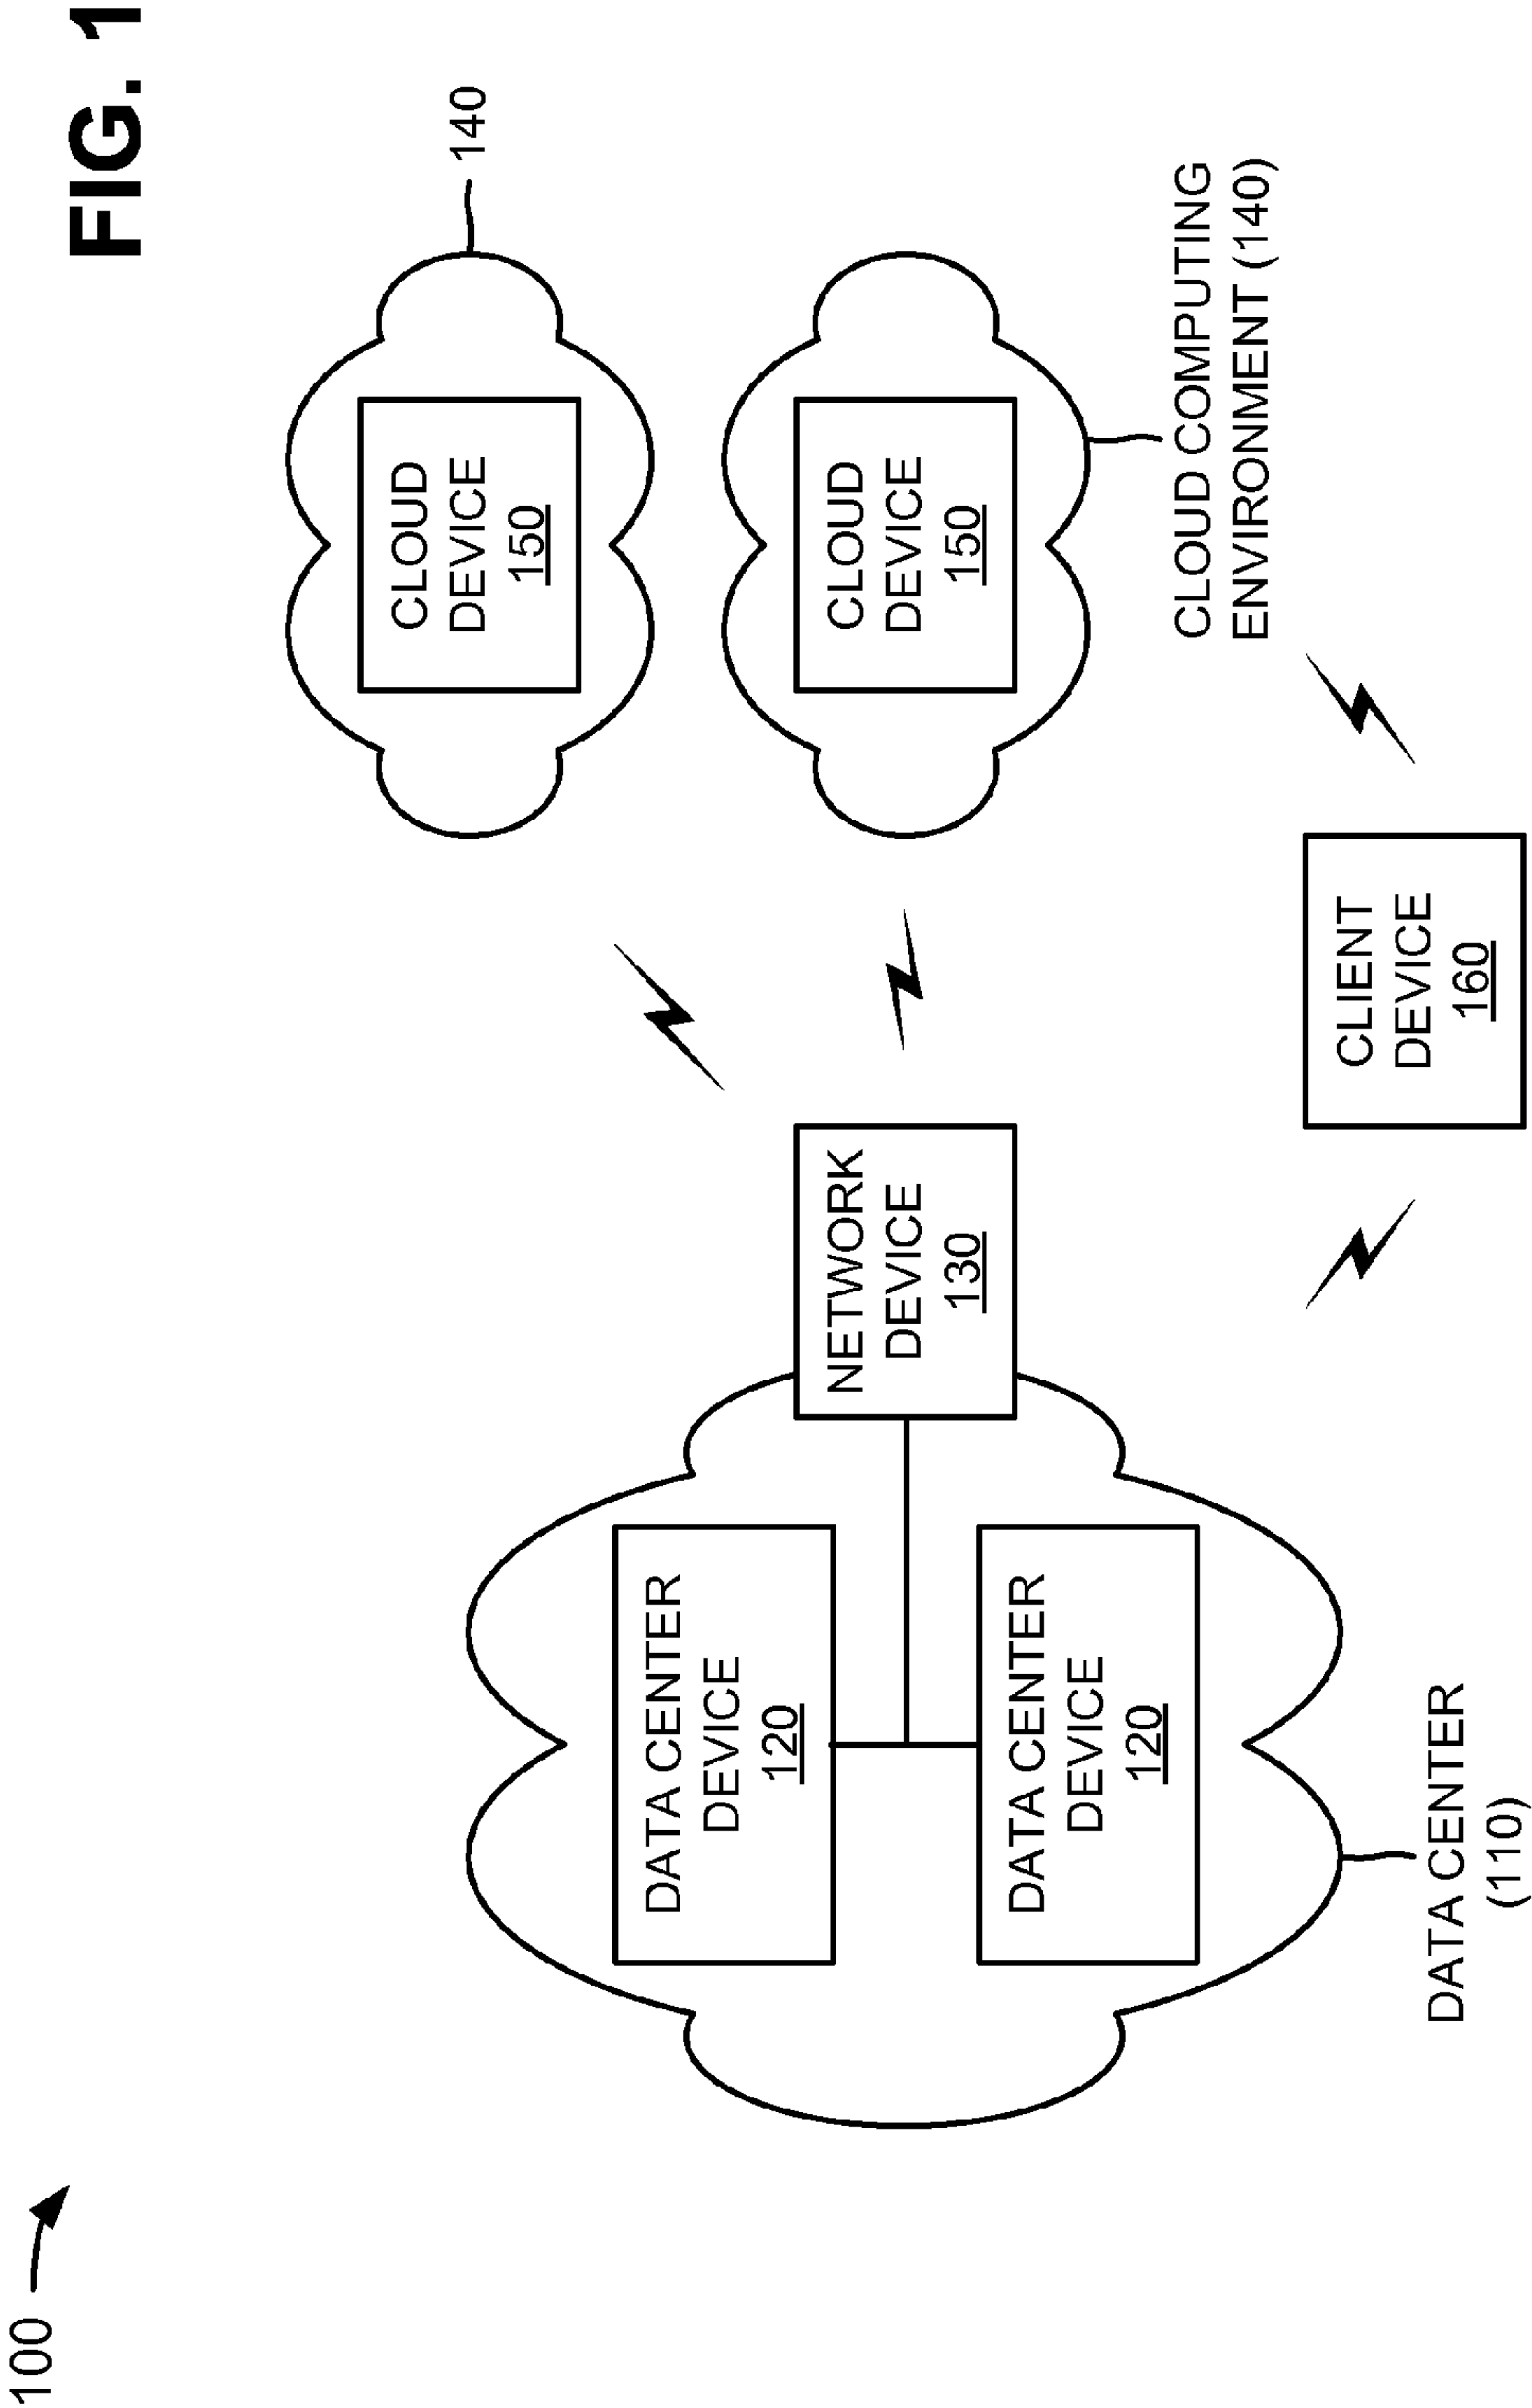 FIG. 1
100
140
CLOUD
DEVICE
150
DATA CENTER
DEVICE
120
NETWORK
DEVICE
130
CLOUD
DEVICE
150
DATA CENTER
DEVICE
120
CLOUD COMPUTING
ENVIRONMENT (140)
CLIENT
DEVICE
160
DATA CENTER
(110)